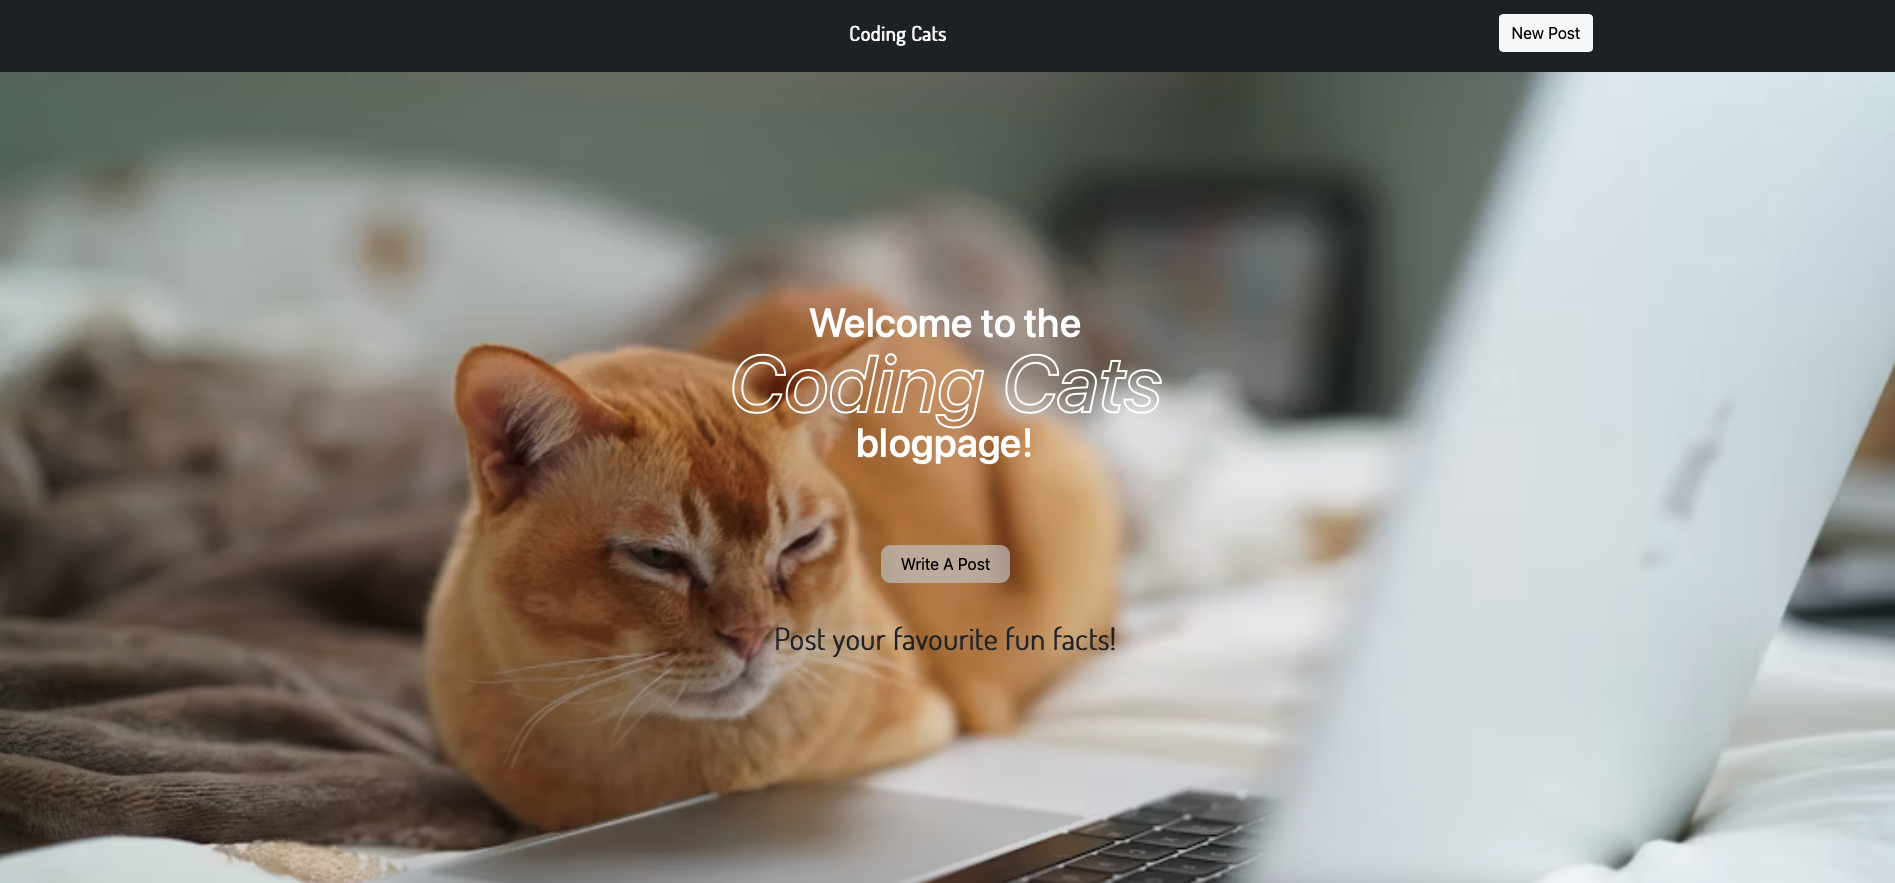 Coding Cats
New Post
Welcome to the
Coding Cats
blogpage!
Write A Post
Post your favourite fun facts!